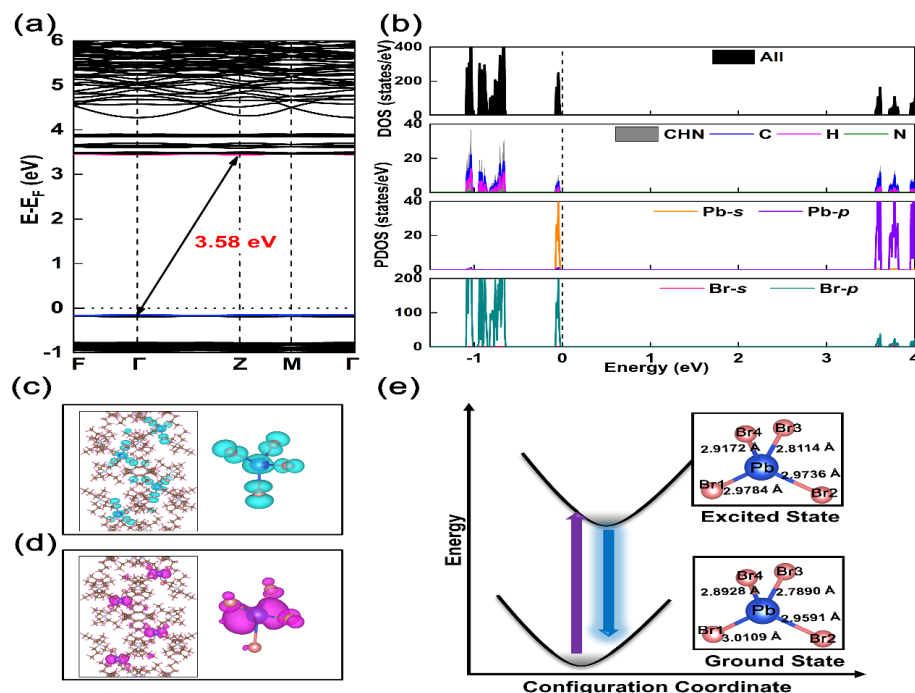 (a)
E-E_F (eV)
6
5
4
3
2
1
0
-1
3.58 eV
F Γ Z M Γ
(b)
DOS (states/eV)
400
200
0
All
PDOS (states/eV)
40
20
0
CHN C H N
40
20
0
Pb-s Pb-p
200
100
0
Br-s Br-p
-1 0 1 2 3 4
Energy (eV)
(c)
(d)
(e)
Energy
Configuration Coordinate
Br4 Br3
2.9172 Å 2.8114 Å
Pb 2.9736 Å
Br1 2.9784 Å Br2
Excited State
Br4 Br3
2.8928 Å 2.7890 Å
Pb 2.9591 Å
Br1 3.0109 Å Br2
Ground State